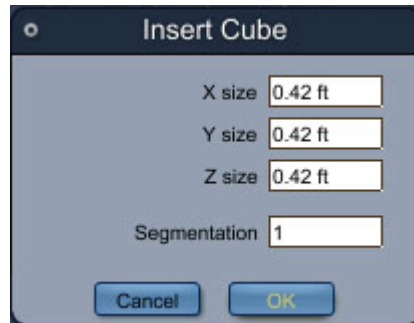 Insert Cube
X size 0.42 ft
Y size 0.42 ft
Z size 0.42 ft
Segmentation 1
Cancel OK